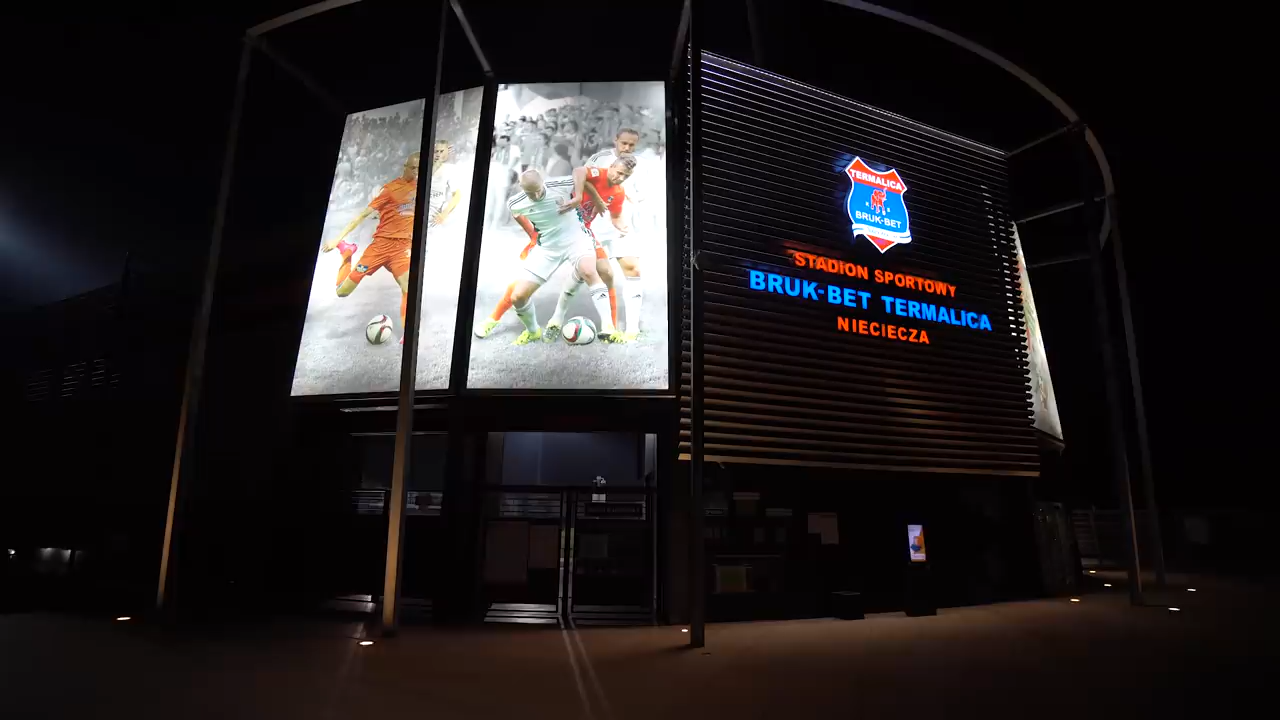 TERMALICA
BRUK-BET
STADION SPORTOWY
BRUK-BET TERMALICA
NIECIECZA